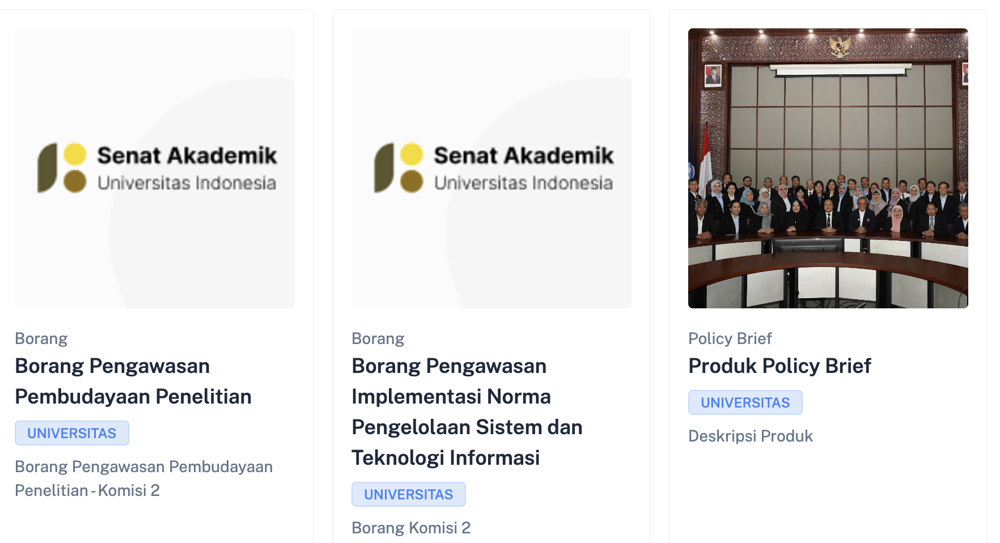 Senat Akademik
Universitas Indonesia
Borang
Borang Pengawasan
Pembudayaan Penelitian
UNIVERSITAS
Borang Pengawasan Pembudayaan
Penelitian - Komisi 2
Senat Akademik
Universitas Indonesia
Borang
Borang Pengawasan
Implementasi Norma
Pengelolaan Sistem dan
Teknologi Informasi
UNIVERSITAS
Borang Komisi 2
Policy Brief
Produk Policy Brief
UNIVERSITAS
Deskripsi Produk